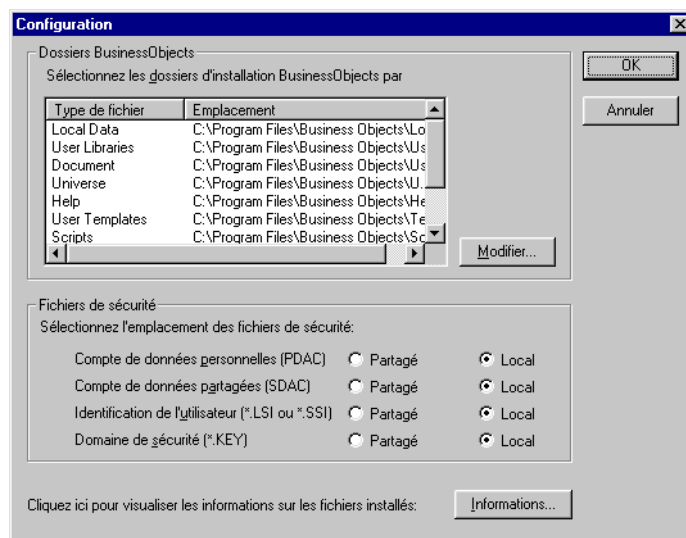 Configuration
Dossiers BusinessObjects
Sélectionnez les dossiers d'installation BusinessObjects par
OK
Annuler
Type de fichier Emplacement
Local Data C:\Program Files\Business Objects\Lo
User Libraries C:\Program Files\Business Objects\Us
Document C:\Program Files\Business Objects\Us
Universe C:\Program Files\Business Objects\U...
Help C:\Program Files\Business Objects\He
User Templates C:\Program Files\Business Objects\Te
Scripts C:\Program Files\Business Objects\Sc
Modifier...
Fichiers de sécurité
Sélectionnez l'emplacement des fichiers de sécurité:
Compte de données personnelles (PDAC) Partagé Local
Compte de données partagées (SDAC) Partagé Local
Identification de l'utilisateur (*.LSI ou *.SSI) Partagé Local
Domaine de sécurité (*.KEY) Partagé Local
Cliquez ici pour visualiser les informations sur les fichiers installés: Informations...